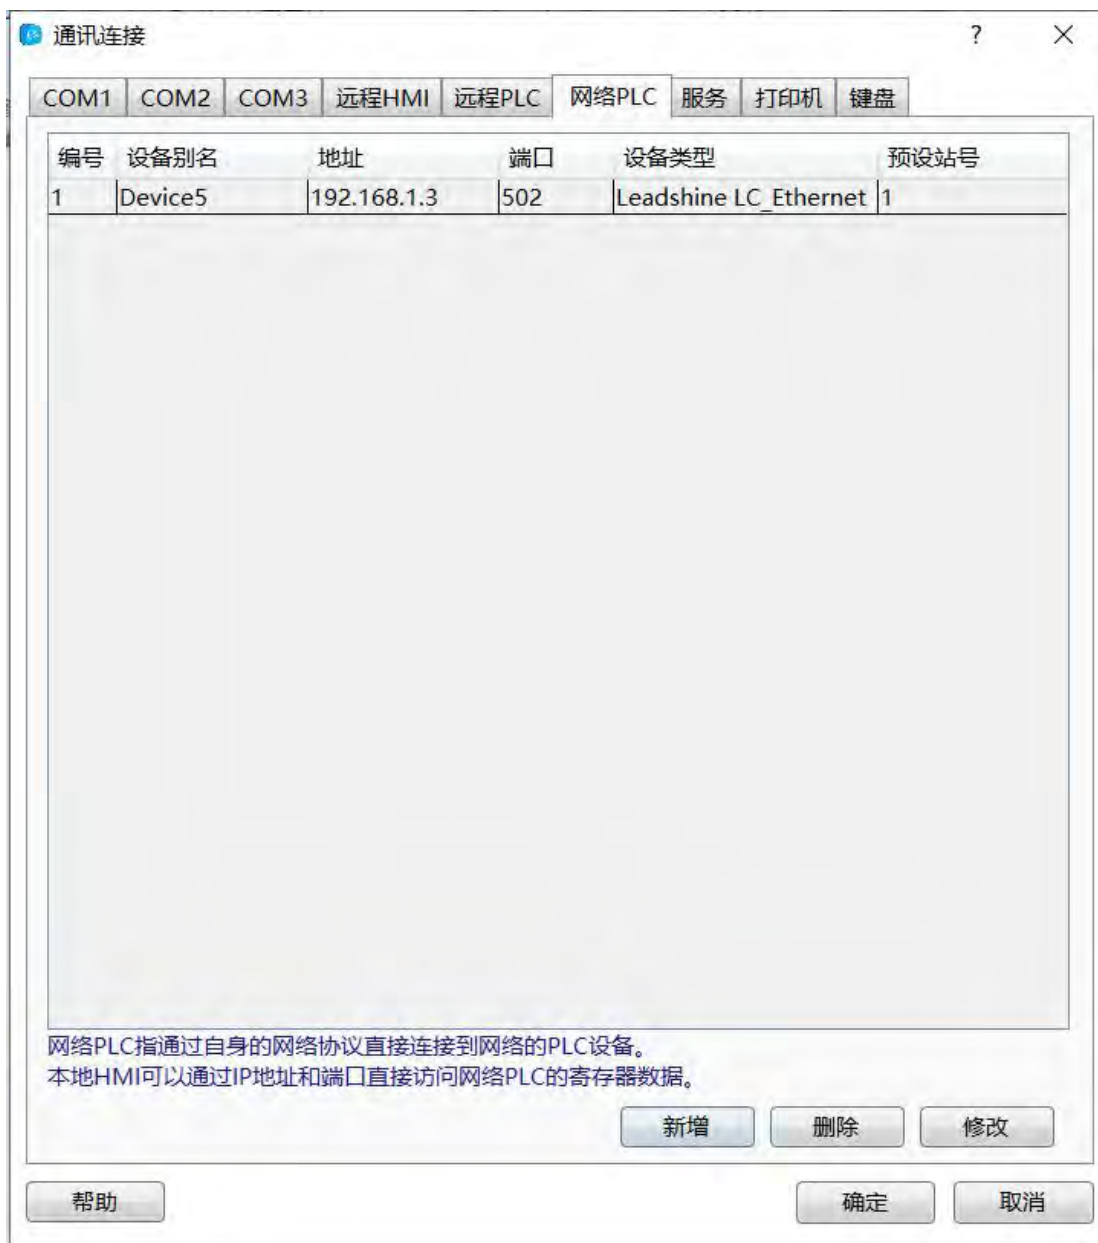 通讯连接 ?
COM1 COM2 COM3 远程HMI 远程PLC 网络PLC 服务 打印机 键盘
编号 设备别名 地址 端口 设备类型 预设站号
1 Device5 192.168.1.3 502 Leadshine LC_Ethernet 1
网络PLC指通过自身的网络协议直接连接到网络的PLC设备。
本地HMI可以通过IP地址和端口直接访问网络PLC的寄存器数据。
新增 删除 修改
帮助 确定 取消